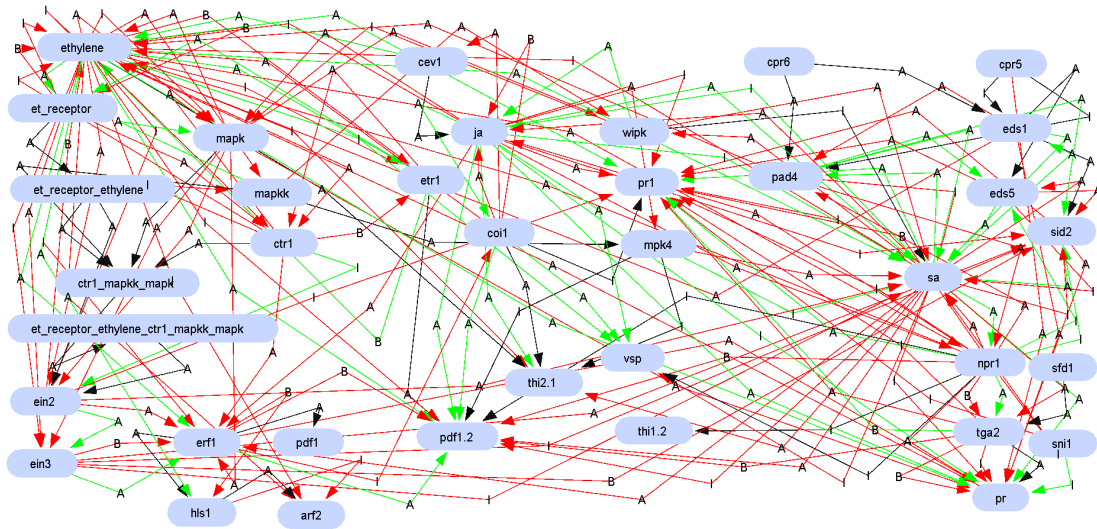 ethylene
cev1
cpr6
cpr5
et_receptor
mapk
ja
wipk
eds1
etr1
pr1
pad4
et_receptor_ethylene
mapkk
eds5
ctr1
coi1
mpk4
sid2
ctr1_mapkk_mapk
sa
et_receptor_ethylene_ctr1_mapkk_mapk
vsp
npr1
sfd1
thi2.1
ein2
erf1
pdf1
pdf1.2
thi1.2
tga2
sni1
ein3
pr
hls1
arf2